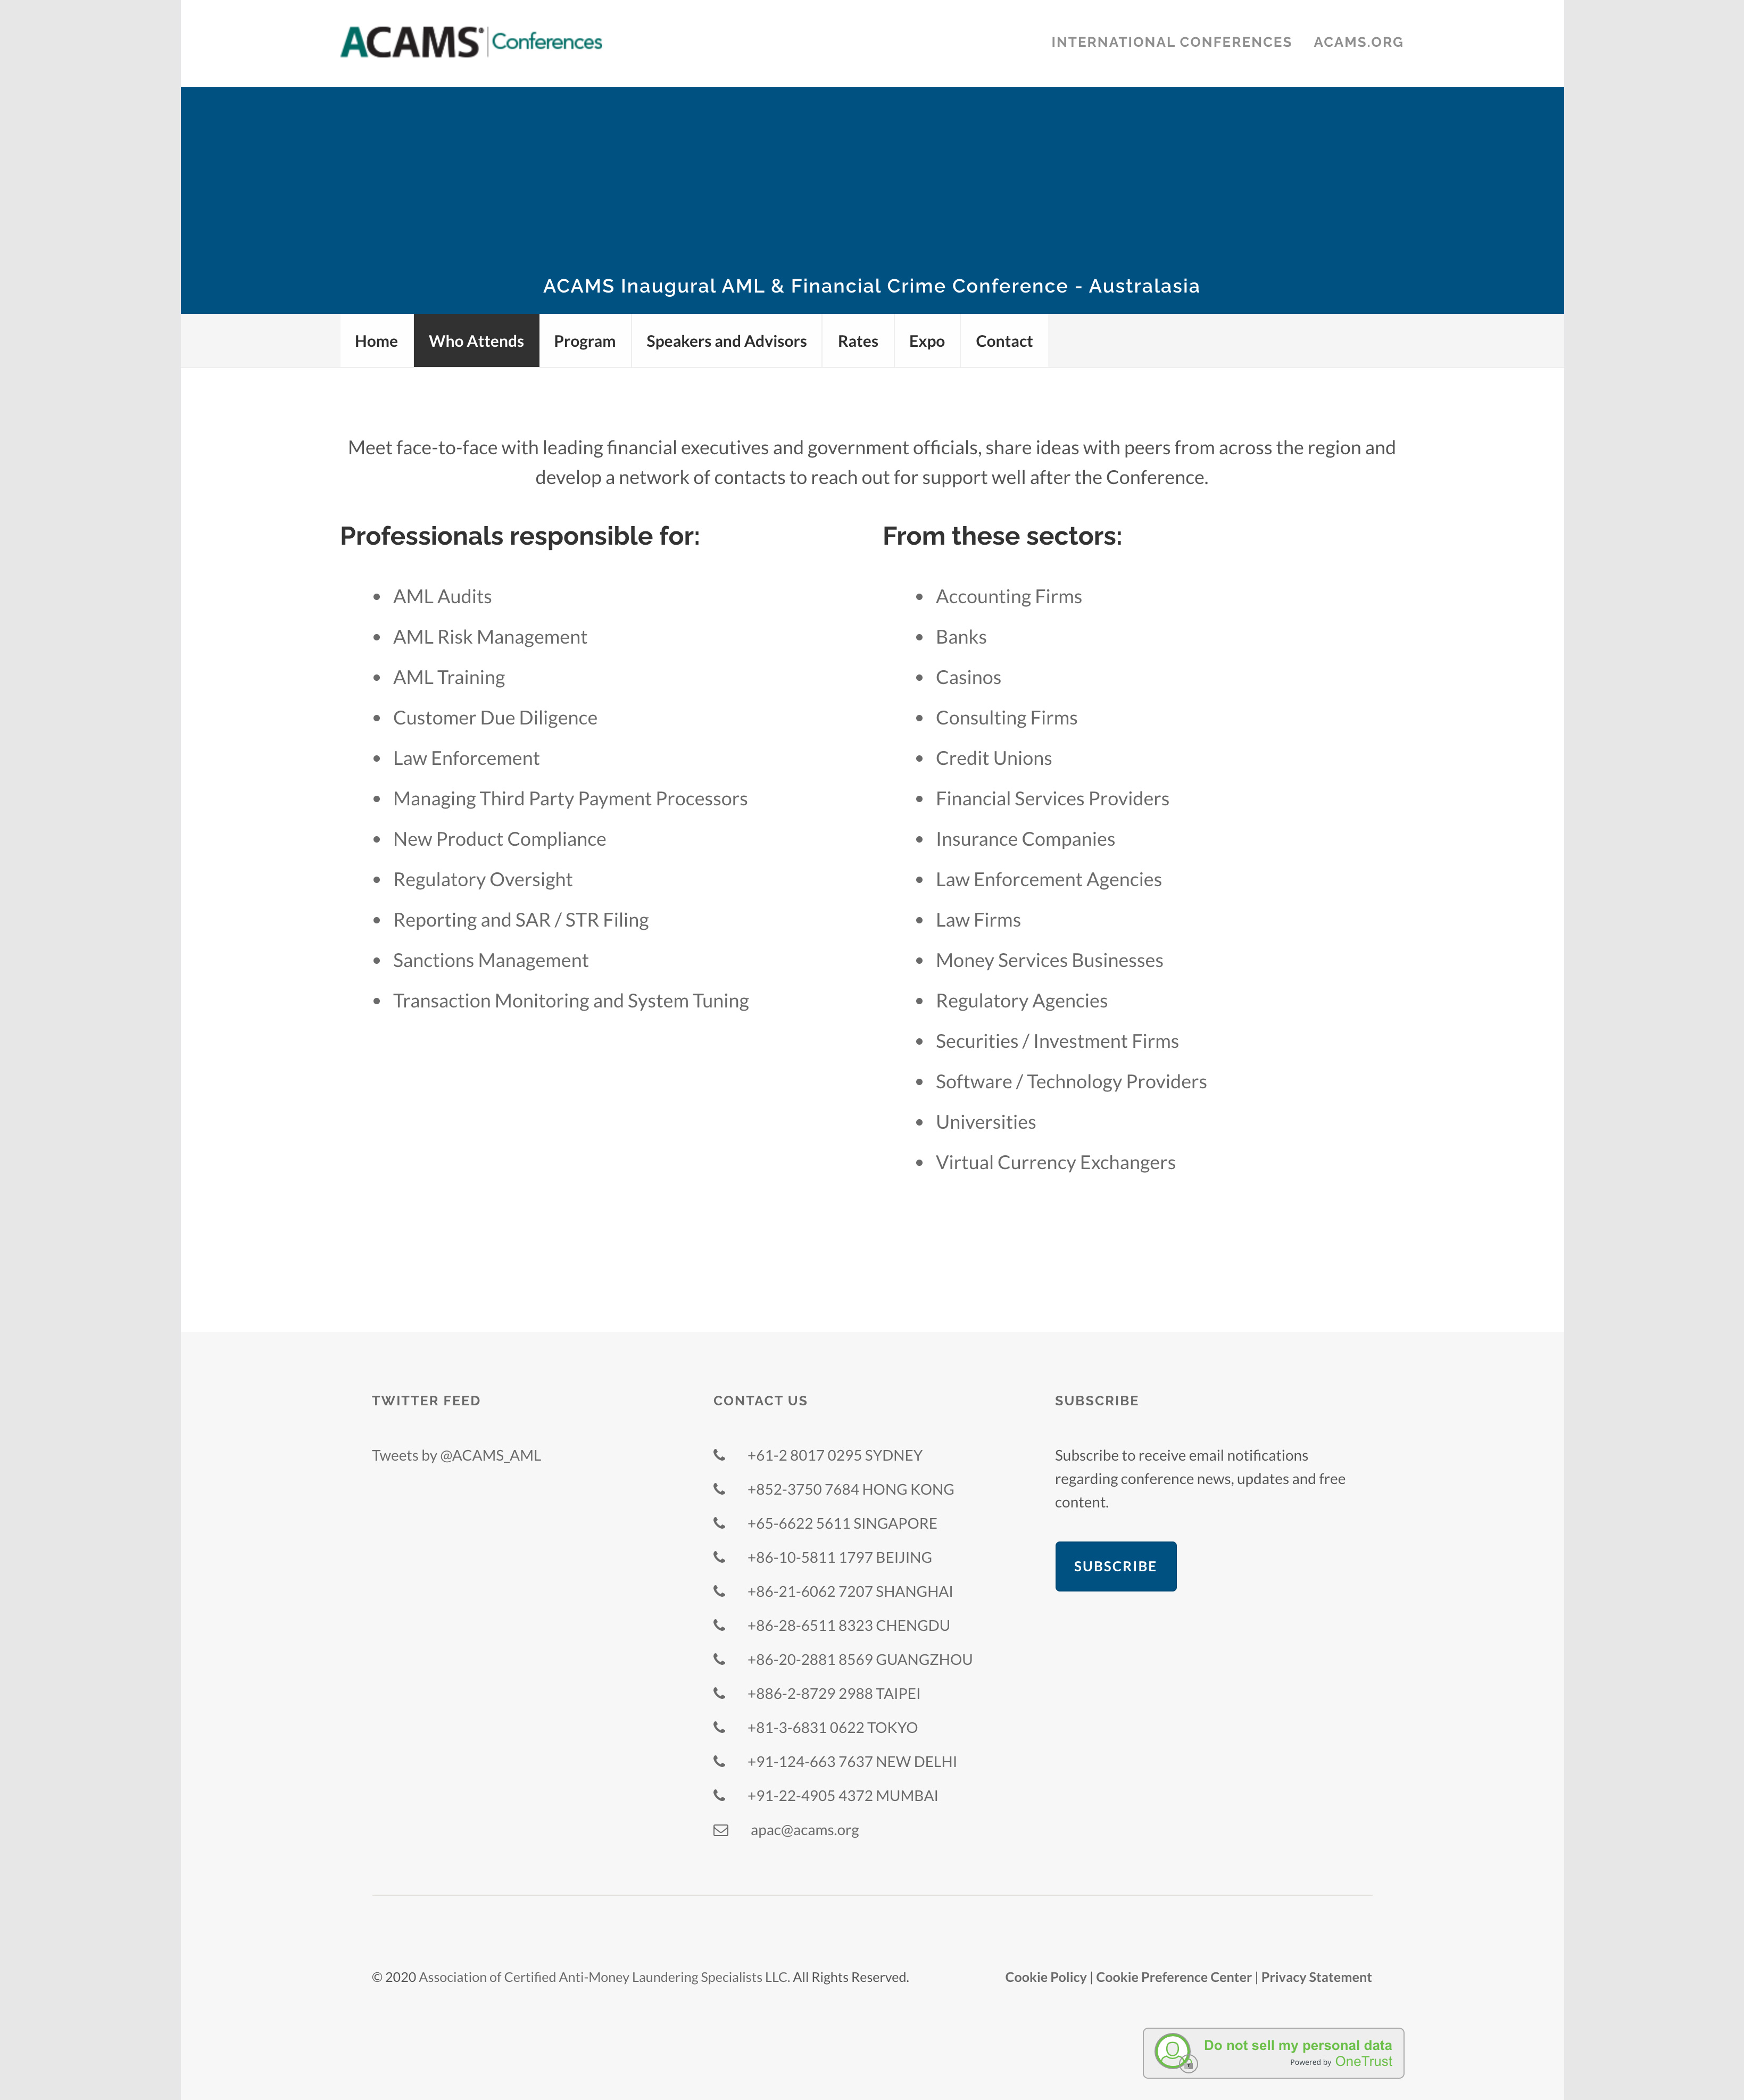 ACAMS® Conferences
INTERNATIONAL CONFERENCES ACAMS.ORG
ACAMS Inaugural AML & Financial Crime Conference - Australasia
Home Who Attends Program Speakers and Advisors Rates Expo Contact
Meet face-to-face with leading financial executives and government officials, share ideas with peers from across the region and
develop a network of contacts to reach out for support well after the Conference.
Professionals responsible for:
• AML Audits
• AML Risk Management
• AML Training
• Customer Due Diligence
• Law Enforcement
• Managing Third Party Payment Processors
• New Product Compliance
• Regulatory Oversight
• Reporting and SAR / STR Filing
• Sanctions Management
• Transaction Monitoring and System Tuning
From these sectors:
• Accounting Firms
• Banks
• Casinos
• Consulting Firms
• Credit Unions
• Financial Services Providers
• Insurance Companies
• Law Enforcement Agencies
• Law Firms
• Money Services Businesses
• Regulatory Agencies
• Securities / Investment Firms
• Software / Technology Providers
• Universities
• Virtual Currency Exchangers
TWITTER FEED
Tweets by @ACAMS_AML
CONTACT US
+61-2 8017 0295 SYDNEY
+852-3750 7684 HONG KONG
+65-6622 5611 SINGAPORE
+86-10-5811 1797 BEIJING
+86-21-6062 7207 SHANGHAI
+86-28-6511 8323 CHENGDU
+86-20-2881 8569 GUANGZHOU
+886-2-8729 2988 TAIPEI
+81-3-6831 0622 TOKYO
+91-124-663 7637 NEW DELHI
+91-22-4905 4372 MUMBAI
apac@acams.org
SUBSCRIBE
Subscribe to receive email notifications
regarding conference news, updates and free
content.
SUBSCRIBE
© 2020 Association of Certified Anti-Money Laundering Specialists LLC. All Rights Reserved.
Cookie Policy | Cookie Preference Center | Privacy Statement
Do not sell my personal data
Powered by OneTrust